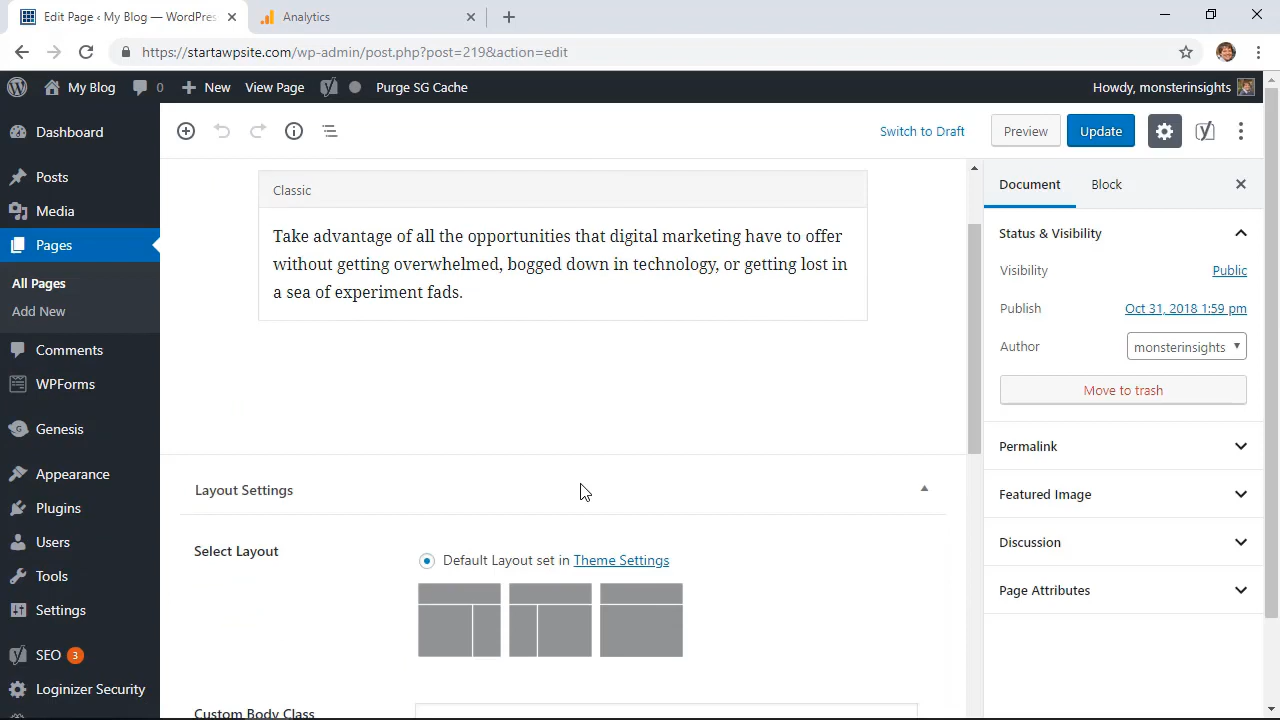 Edit Page ‹ My Blog — WordPres
Analytics
https://startawpsite.com/wp-admin/post.php?post=219&action=edit
My Blog
0
New
View Page
Purge SG Cache
Howdy, monsterinsights
Dashboard
Posts
Media
Pages
All Pages
Add New
Comments
WPForms
Genesis
Appearance
Plugins
Users
Tools
Settings
SEO 3
Loginizer Security
Switch to Draft
Preview
Update
Classic
Take advantage of all the opportunities that digital marketing have to offer
without getting overwhelmed, bogged down in technology, or getting lost in
a sea of experiment fads.
Layout Settings
Select Layout
Default Layout set in Theme Settings
Custom Body Class
Document
Block
Status & Visibility
Visibility
Public
Publish
Oct 31, 2018 1:59 pm
Author
monsterinsights
Move to trash
Permalink
Featured Image
Discussion
Page Attributes